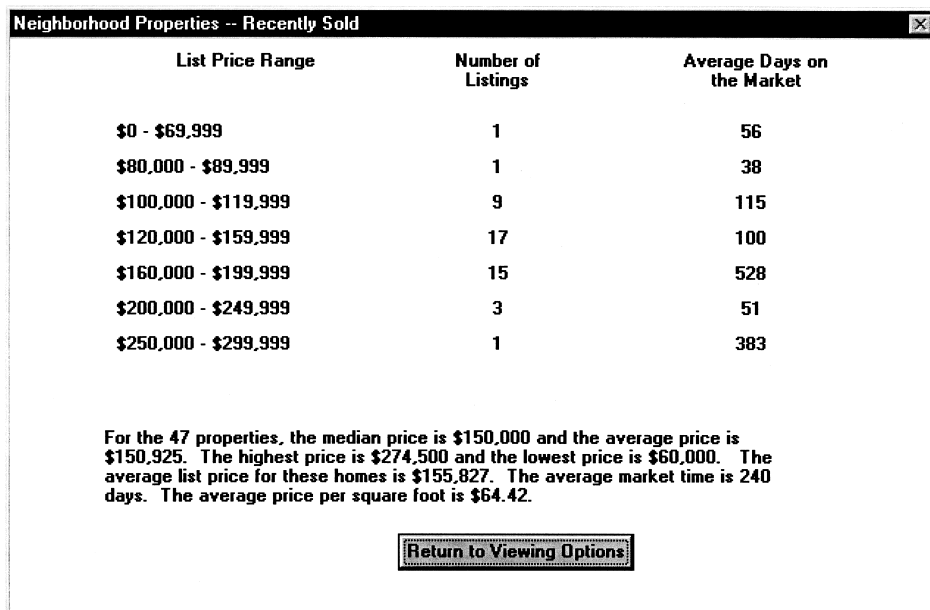 Neighborhood Properties -- Recently Sold
List Price Range Number of Listings Average Days on the Market
$0 - $69,999 1 56
$80,000 - $89,999 1 38
$100,000 - $119,999 9 115
$120,000 - $159,999 17 100
$160,000 - $199,999 15 528
$200,000 - $249,999 3 51
$250,000 - $299,999 1 383
For the 47 properties, the median price is $150,000 and the average price is
$150,925. The highest price is $274,500 and the lowest price is $60,000. The
average list price for these homes is $155,827. The average market time is 240
days. The average price per square foot is $64.42.
Return to Viewing Options